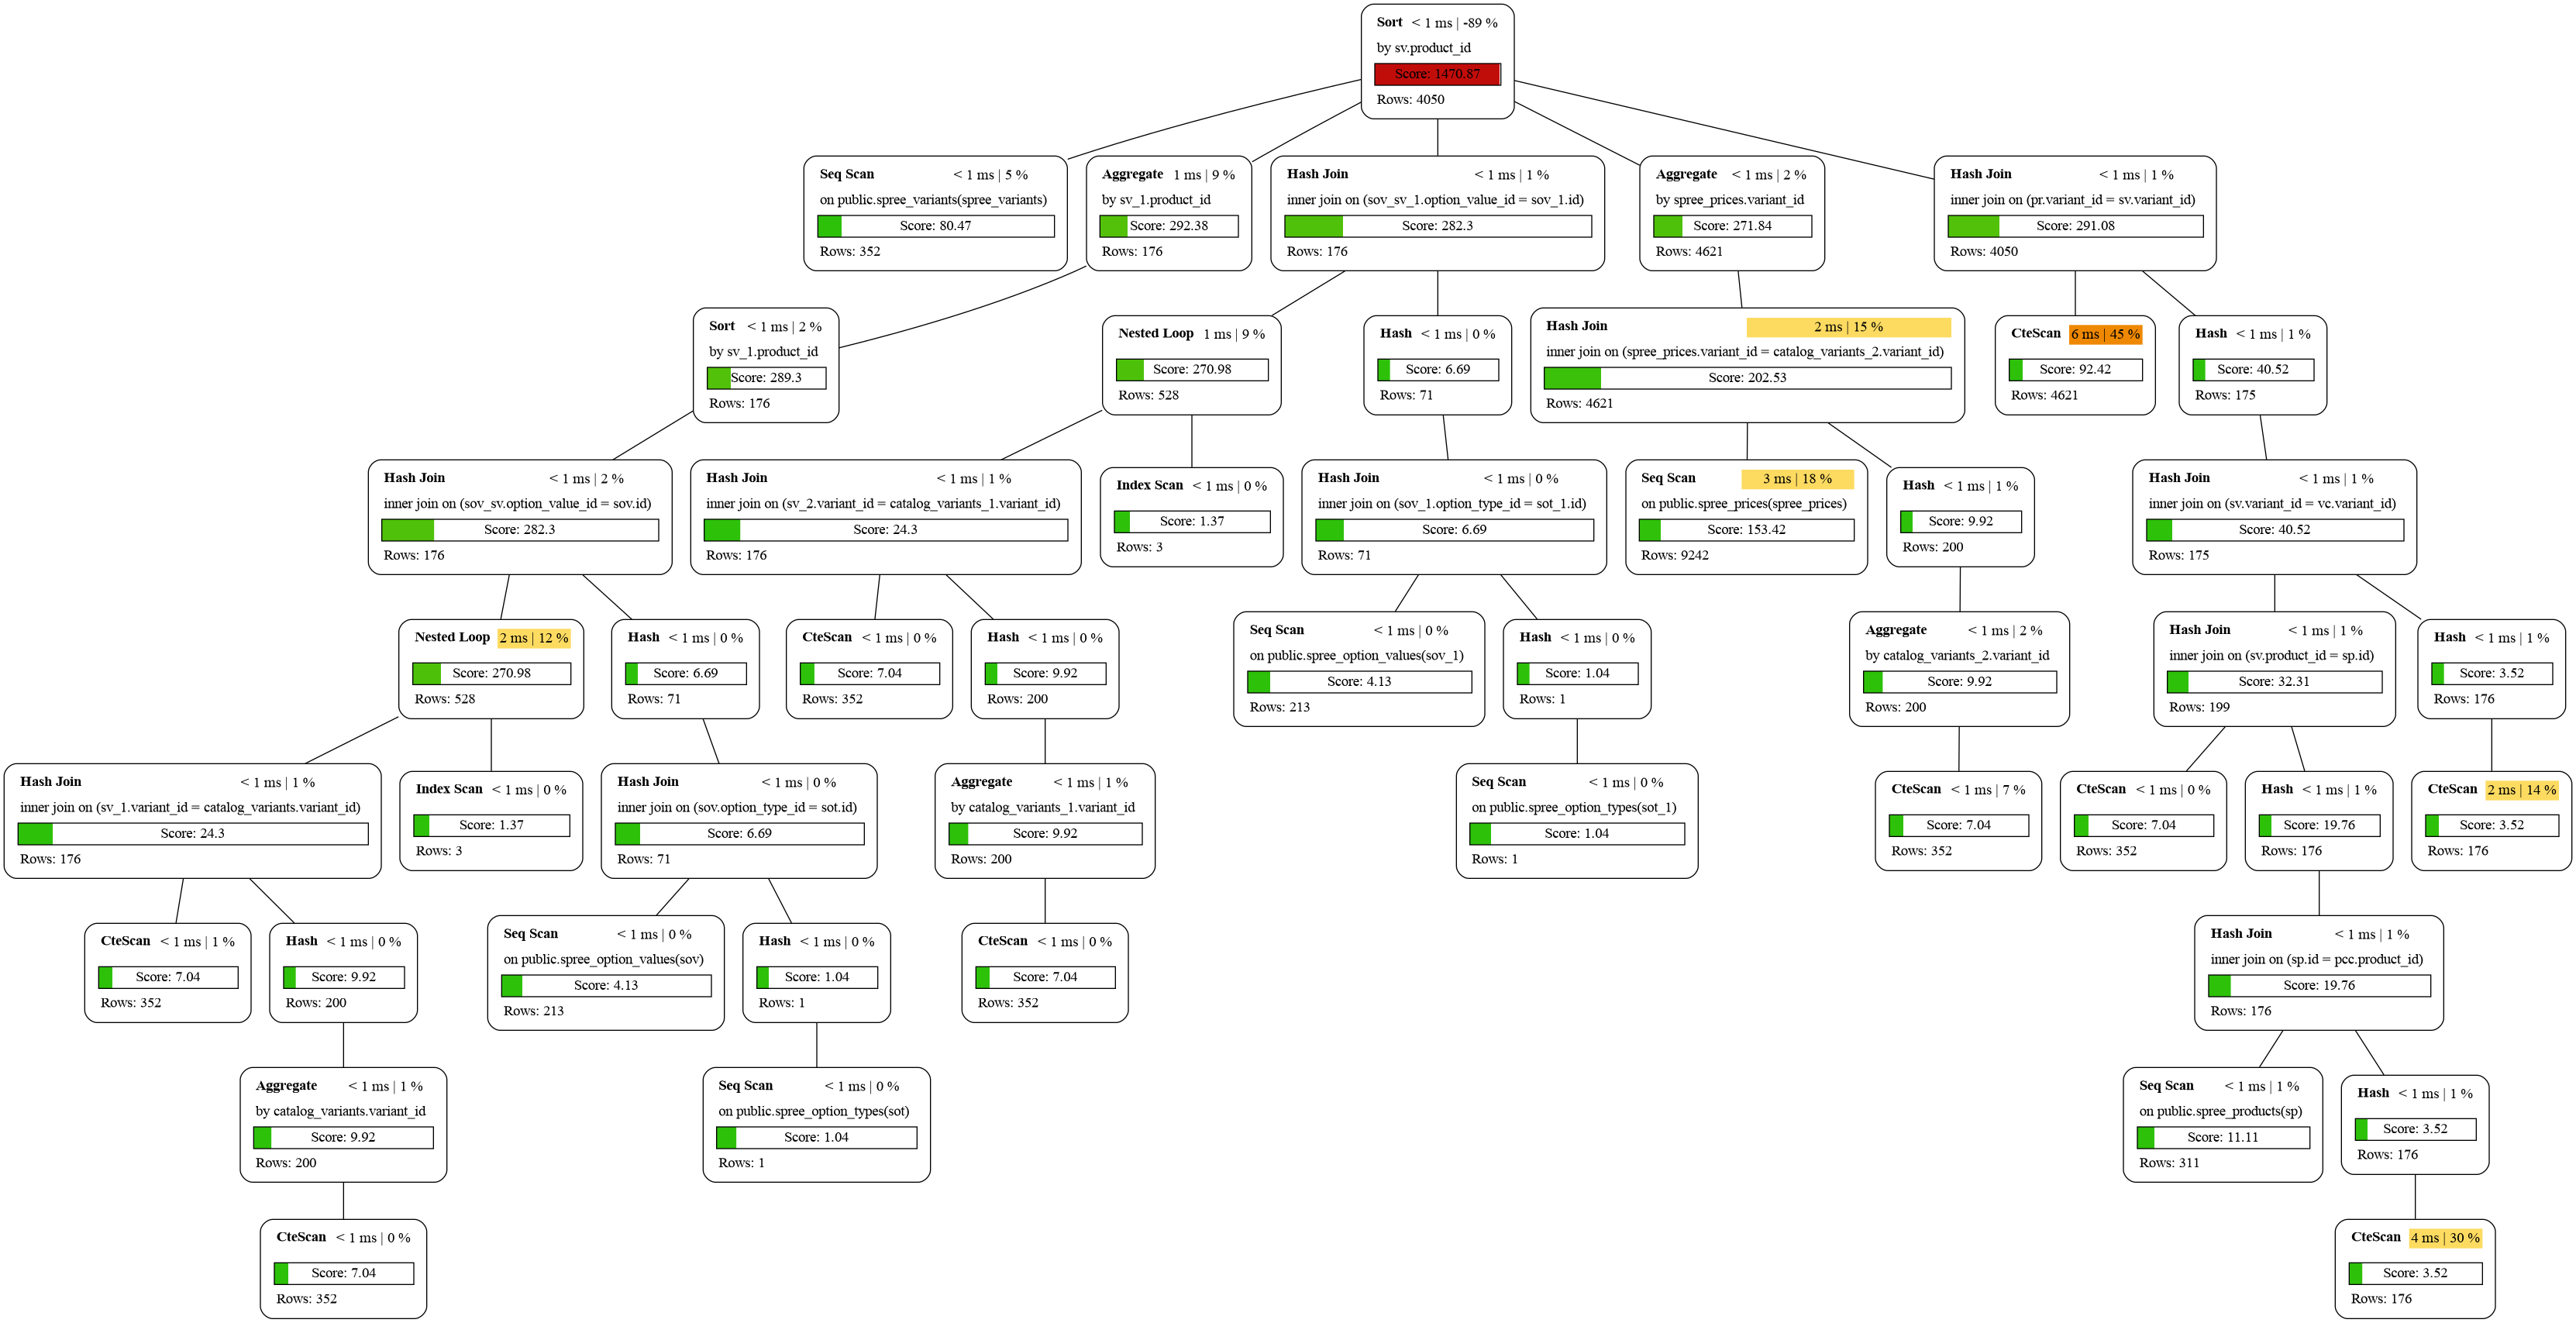 Sort < 1 ms | -89 %
by sv.product_id
Score: 1470.87
Rows: 4050
Seq Scan < 1 ms | 5 %
on public.spree_variants(spree_variants)
Score: 80.47
Rows: 352
Aggregate 1 ms | 9 %
by sv_1.product_id
Score: 292.38
Rows: 176
Hash Join < 1 ms | 1 %
inner join on (sov_sv_1.option_value_id = sov_1.id)
Score: 282.3
Rows: 176
Aggregate < 1 ms | 2 %
by spree_prices.variant_id
Score: 271.84
Rows: 4621
Hash Join < 1 ms | 1 %
inner join on (pr.variant_id = sv.variant_id)
Score: 291.08
Rows: 4050
Sort < 1 ms | 2 %
by sv_1.product_id
Score: 289.3
Rows: 176
Nested Loop 1 ms | 9 %
Score: 270.98
Rows: 528
Hash < 1 ms | 0 %
Score: 6.69
Rows: 71
Hash Join 2 ms | 15 %
inner join on (spree_prices.variant_id = catalog_variants_2.variant_id)
Score: 202.53
Rows: 4621
CteScan 6 ms | 45 %
Score: 92.42
Rows: 4621
Hash < 1 ms | 1 %
Score: 40.52
Rows: 175
Hash Join < 1 ms | 2 %
inner join on (sov_sv.option_value_id = sov.id)
Score: 282.3
Rows: 176
Hash Join < 1 ms | 1 %
inner join on (sv_2.variant_id = catalog_variants_1.variant_id)
Score: 24.3
Rows: 176
Index Scan < 1 ms | 0 %
Score: 1.37
Rows: 3
Hash Join < 1 ms | 0 %
inner join on (sov_1.option_type_id = sot_1.id)
Score: 6.69
Rows: 71
Seq Scan 3 ms | 18 %
on public.spree_prices(spree_prices)
Score: 153.42
Rows: 9242
Hash < 1 ms | 1 %
Score: 9.92
Rows: 200
Hash Join < 1 ms | 1 %
inner join on (sv.variant_id = vc.variant_id)
Score: 40.52
Rows: 175
Nested Loop 2 ms | 12 %
Score: 270.98
Rows: 528
Hash < 1 ms | 0 %
Score: 6.69
Rows: 71
CteScan < 1 ms | 0 %
Score: 7.04
Rows: 352
Hash < 1 ms | 0 %
Score: 9.92
Rows: 200
Seq Scan < 1 ms | 0 %
on public.spree_option_values(sov_1)
Score: 4.13
Rows: 213
Hash < 1 ms | 0 %
Score: 1.04
Rows: 1
Aggregate < 1 ms | 2 %
by catalog_variants_2.variant_id
Score: 9.92
Rows: 200
Hash Join < 1 ms | 1 %
inner join on (sv.product_id = sp.id)
Score: 32.31
Rows: 199
Hash < 1 ms | 1 %
Score: 3.52
Rows: 176
Hash Join < 1 ms | 1 %
inner join on (sv_1.variant_id = catalog_variants.variant_id)
Score: 24.3
Rows: 176
Index Scan < 1 ms | 0 %
Score: 1.37
Rows: 3
Hash Join < 1 ms | 0 %
inner join on (sov.option_type_id = sot.id)
Score: 6.69
Rows: 71
Aggregate < 1 ms | 1 %
by catalog_variants_1.variant_id
Score: 9.92
Rows: 200
Seq Scan < 1 ms | 0 %
on public.spree_option_types(sot_1)
Score: 1.04
Rows: 1
CteScan < 1 ms | 7 %
Score: 7.04
Rows: 352
CteScan < 1 ms | 0 %
Score: 7.04
Rows: 352
Hash < 1 ms | 1 %
Score: 19.76
Rows: 176
CteScan 2 ms | 14 %
Score: 3.52
Rows: 176
CteScan < 1 ms | 1 %
Score: 7.04
Rows: 352
Hash < 1 ms | 0 %
Score: 9.92
Rows: 200
Seq Scan < 1 ms | 0 %
on public.spree_option_values(sov)
Score: 4.13
Rows: 213
Hash < 1 ms | 0 %
Score: 1.04
Rows: 1
CteScan < 1 ms | 0 %
Score: 7.04
Rows: 352
Hash Join < 1 ms | 1 %
inner join on (sp.id = pcc.product_id)
Score: 19.76
Rows: 176
Aggregate < 1 ms | 1 %
by catalog_variants.variant_id
Score: 9.92
Rows: 200
Seq Scan < 1 ms | 0 %
on public.spree_option_types(sot)
Score: 1.04
Rows: 1
Seq Scan < 1 ms | 1 %
on public.spree_products(sp)
Score: 11.11
Rows: 311
Hash < 1 ms | 1 %
Score: 3.52
Rows: 176
CteScan < 1 ms | 0 %
Score: 7.04
Rows: 352
CteScan 4 ms | 30 %
Score: 3.52
Rows: 176